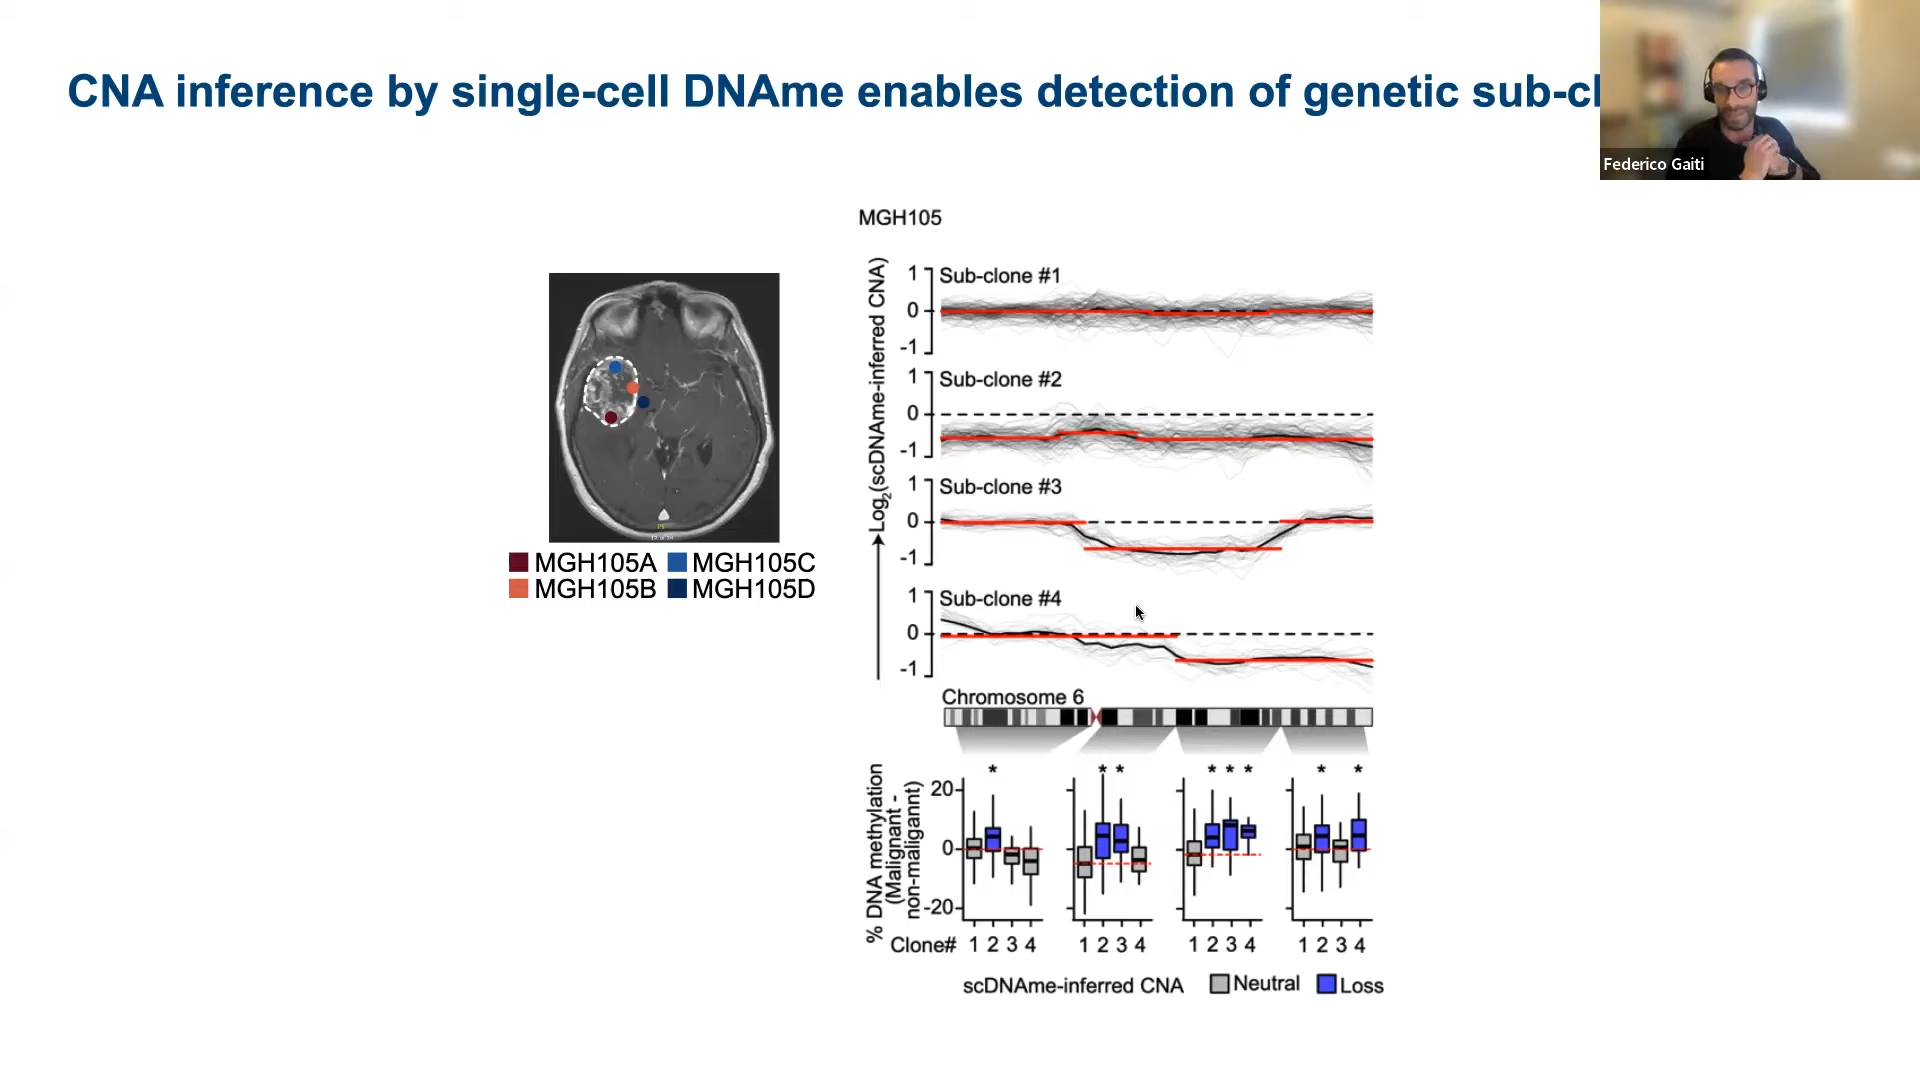 CNA inference by single-cell DNAme enables detection of genetic sub-cl
Federico Gaiti
MGH105
Log2(scDNAme-inferred CNA)
1 Sub-clone #1
0
-1
1 Sub-clone #2
0
-1
1 Sub-clone #3
0
-1
1 Sub-clone #4
0
-1
MGH105A MGH105C
MGH105B MGH105D
Chromosome 6
% DNA methylation
(Malignant -
non-maligannt)
* * * * * * * *
20
0
-20
Clone# 1 2 3 4 1 2 3 4 1 2 3 4 1 2 3 4
scDNAme-inferred CNA Neutral Loss